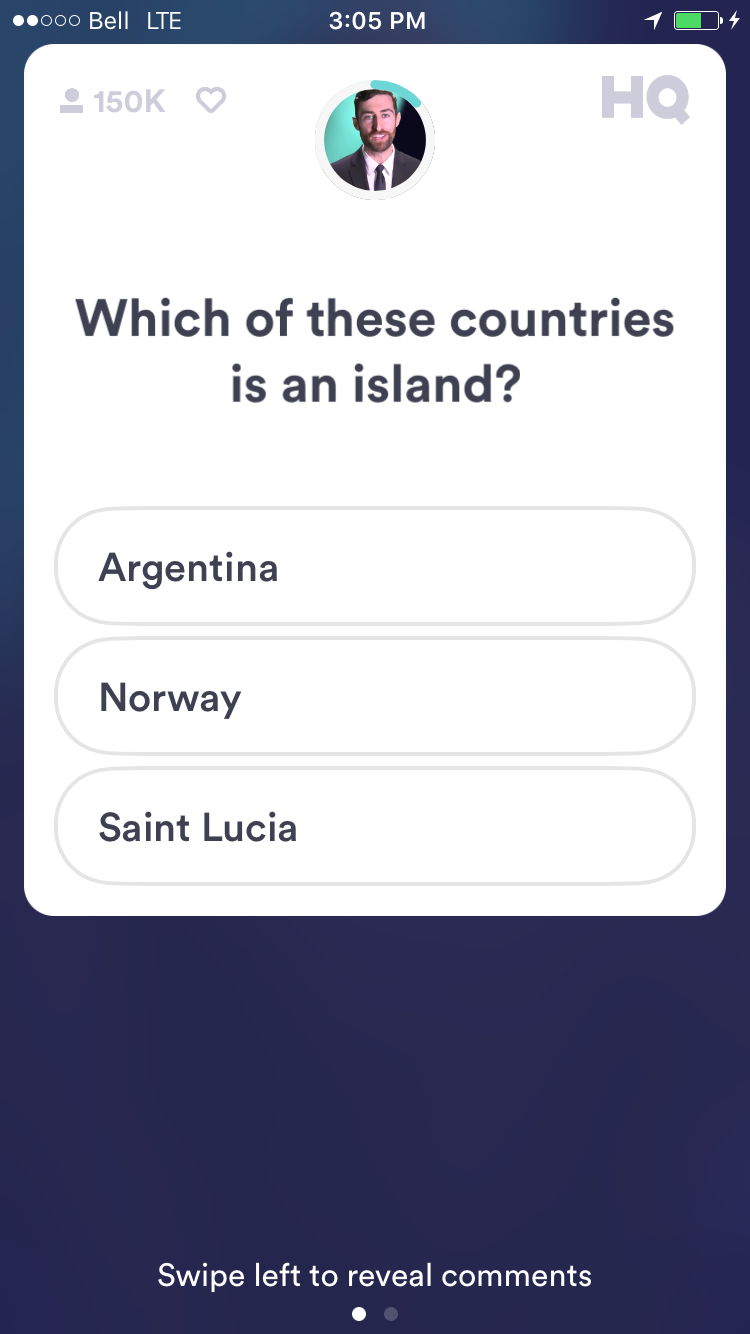 Bell LTE 3:05 PM
150K HQ
Which of these countries
is an island?
Argentina
Norway
Saint Lucia
Swipe left to reveal comments